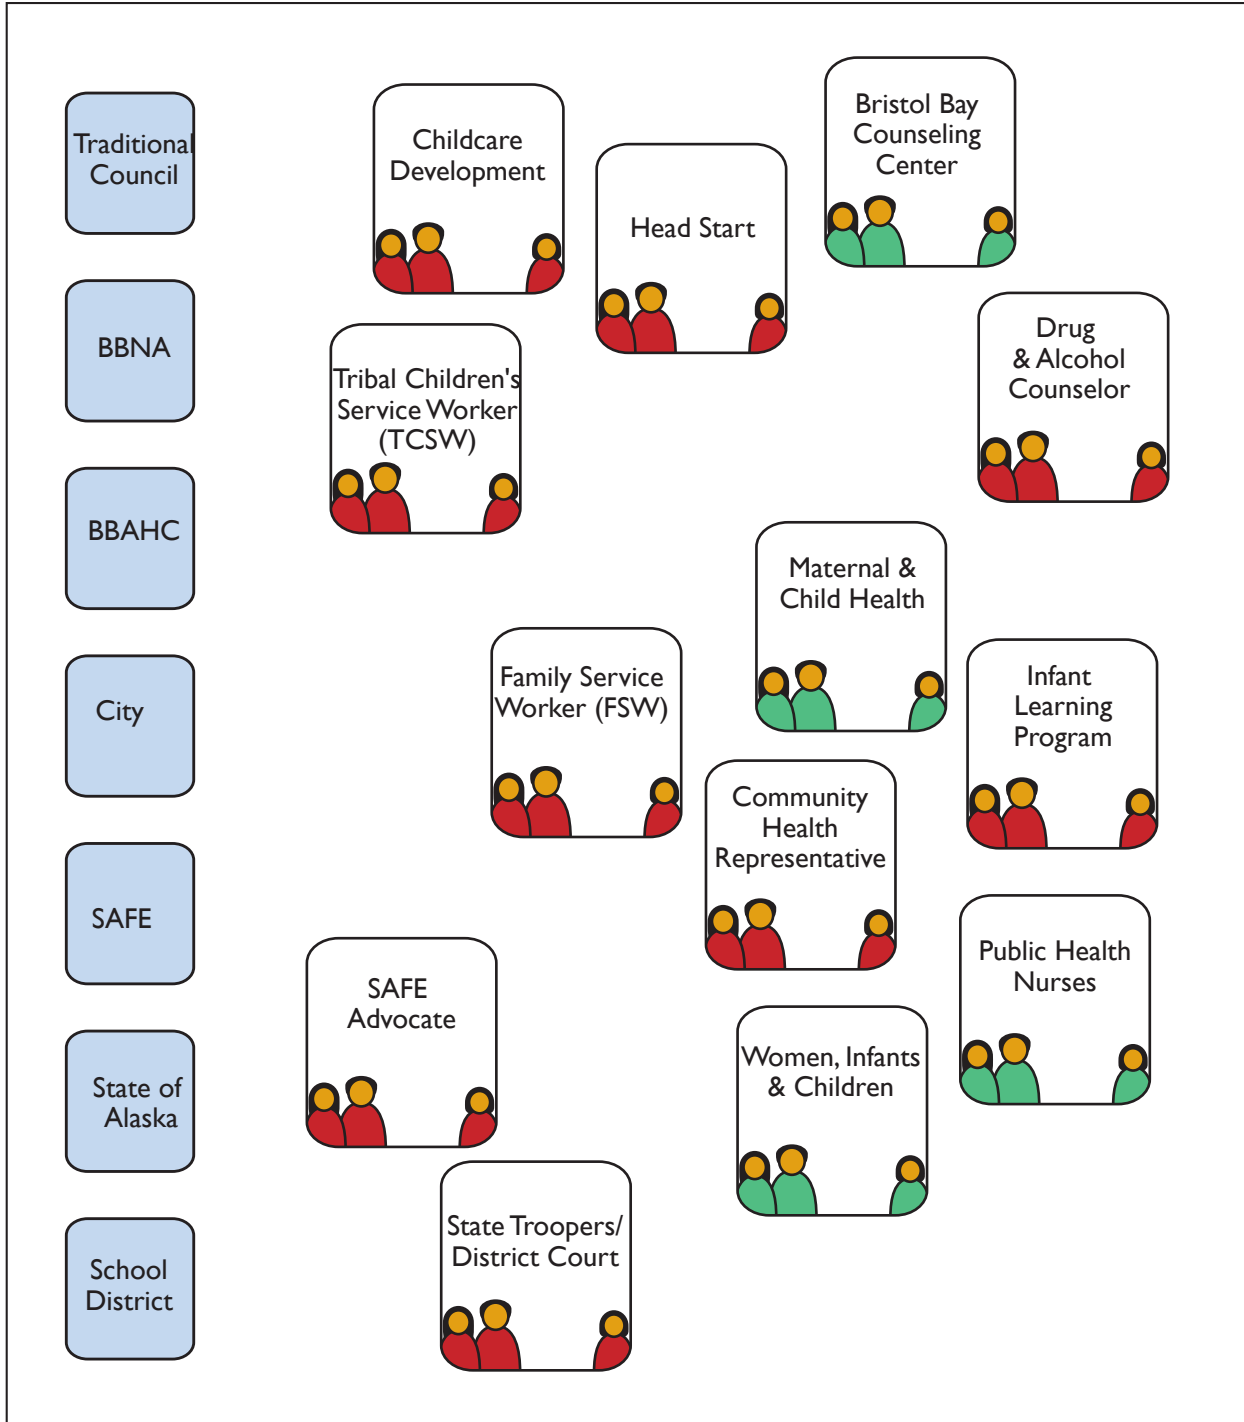 Traditional
Council
BBNA
BBAHC
City
SAFE
State of
Alaska
School
District
Childcare
Development
Head Start
Bristol Bay
Counseling
Center
Tribal Children's
Service Worker
(TCSW)
Drug
& Alcohol
Counselor
Maternal &
Child Health
Family Service
Worker (FSW)
Infant
Learning
Program
Community
Health
Representative
Public Health
Nurses
SAFE
Advocate
Women, Infants
& Children
State Troopers/
District Court